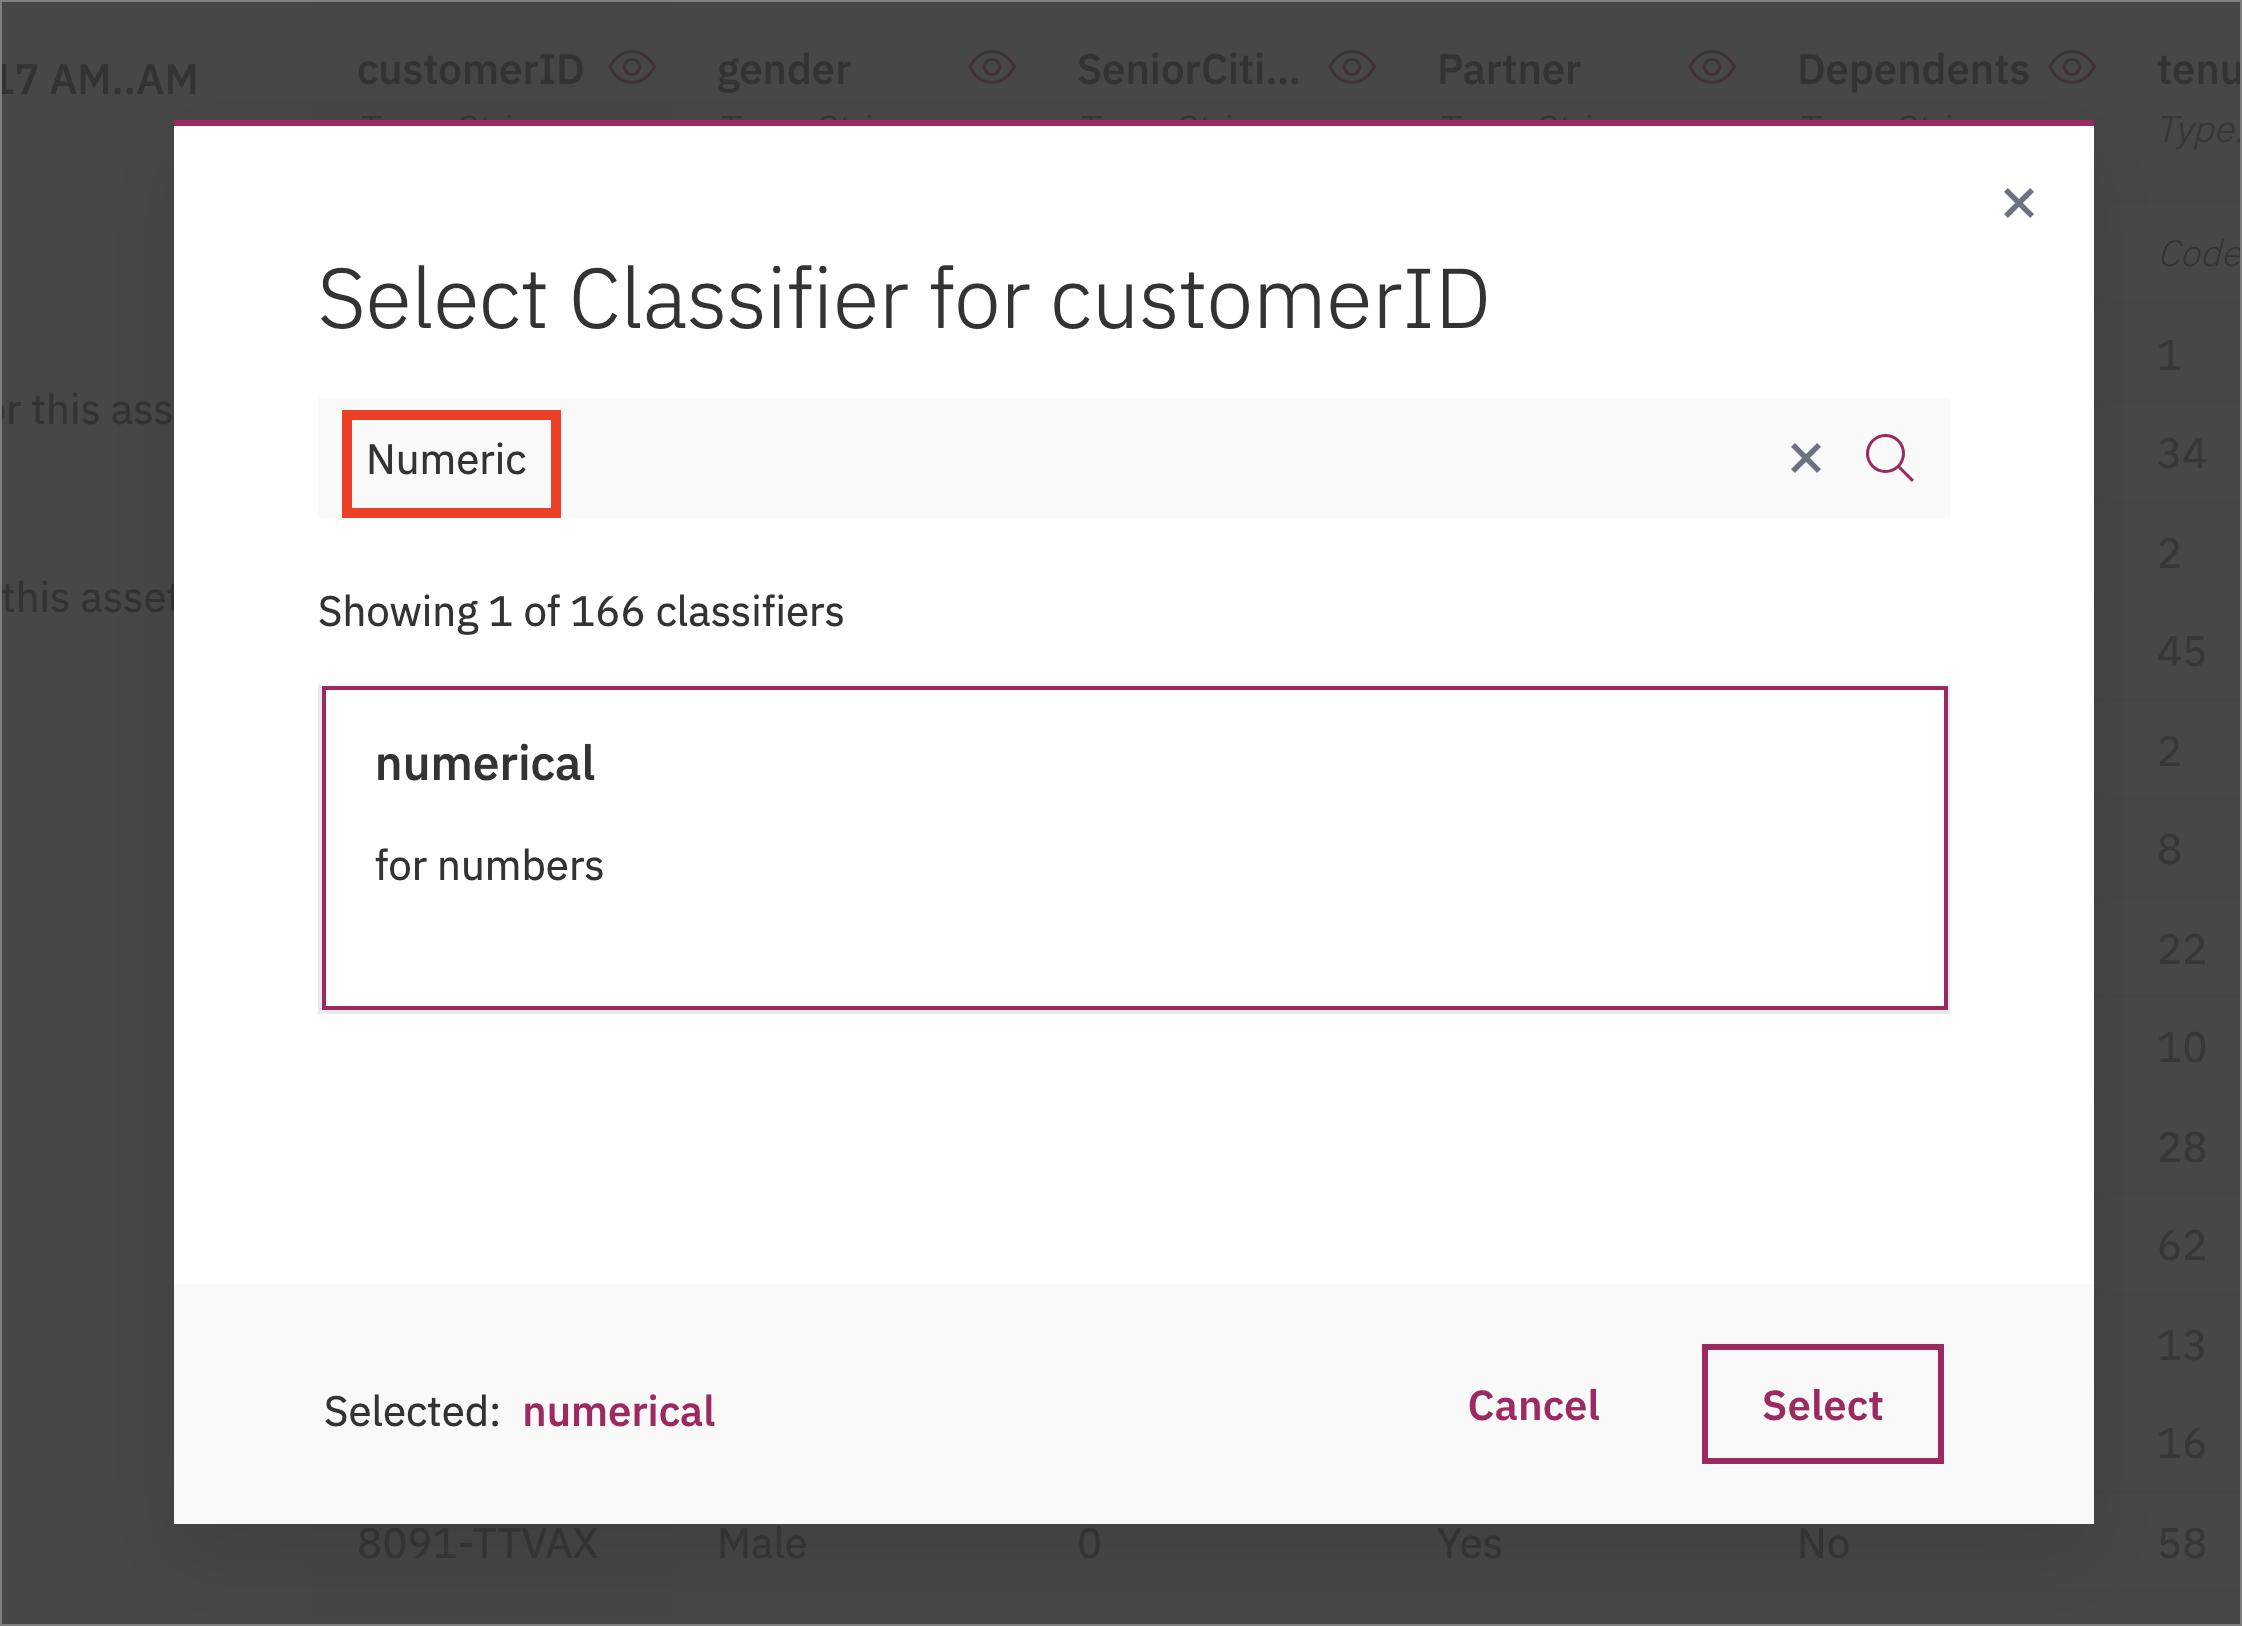 17 AM..AM
customerID gender SeniorCiti... Partner Dependents tenu
Type:
Code
Select Classifier for customerID
1
or this ass
Numeric
34
2
this asset
Showing 1 of 166 classifiers
45
numerical
2
for numbers
8
22
10
28
62
13
Selected: numerical Cancel Select
16
8091-TTVAX Male 0 Yes No 58